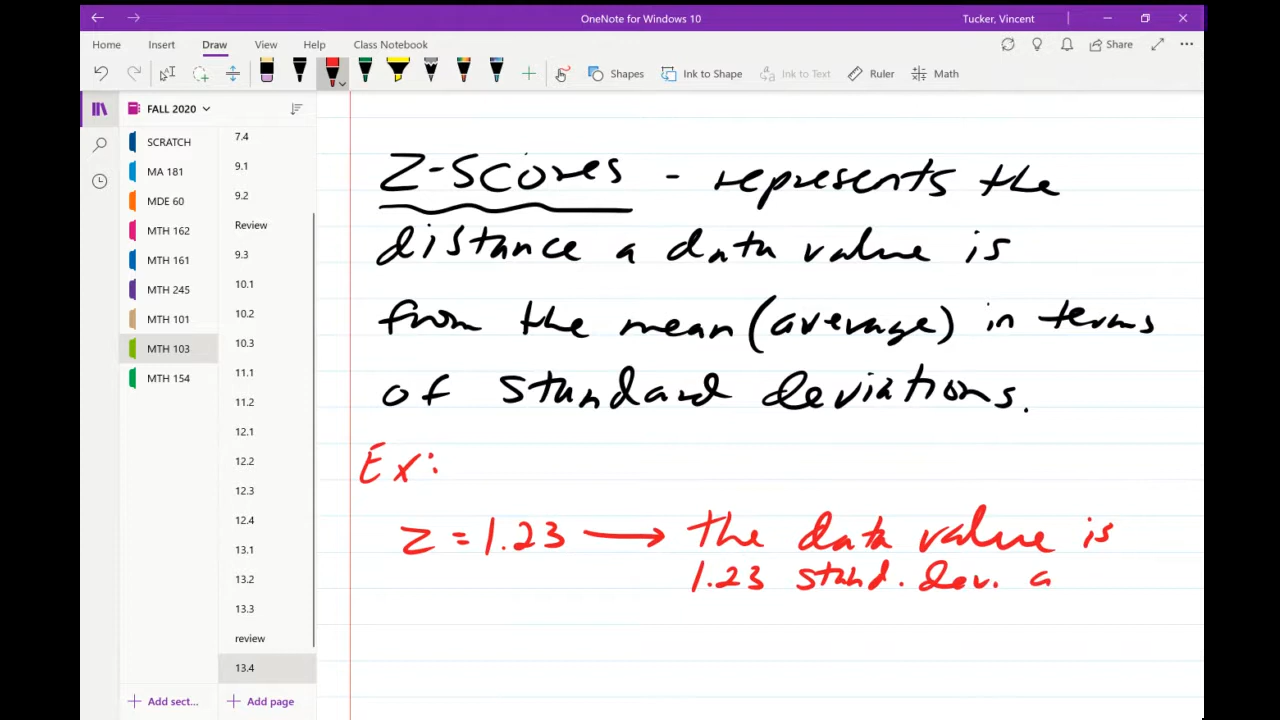 OneNote for Windows 10
Tucker, Vincent
Home Insert Draw View Help Class Notebook
Share
Shapes Ink to Shape Ink to Text Ruler Math
FALL 2020
SCRATCH
MA 181
MDE 60
MTH 162
MTH 161
MTH 245
MTH 101
MTH 103
MTH 154
Add sect...
7.4
9.1
9.2
Review
9.3
10.1
10.2
10.3
11.1
11.2
12.1
12.2
12.3
12.4
13.1
13.2
13.3
review
13.4
Add page
Z-Scores - represents the
distance a data value is
from the mean (average) in terms
of standard deviations.
Ex:
z = 1.23 → the data value is
1.23 stand. dev. a